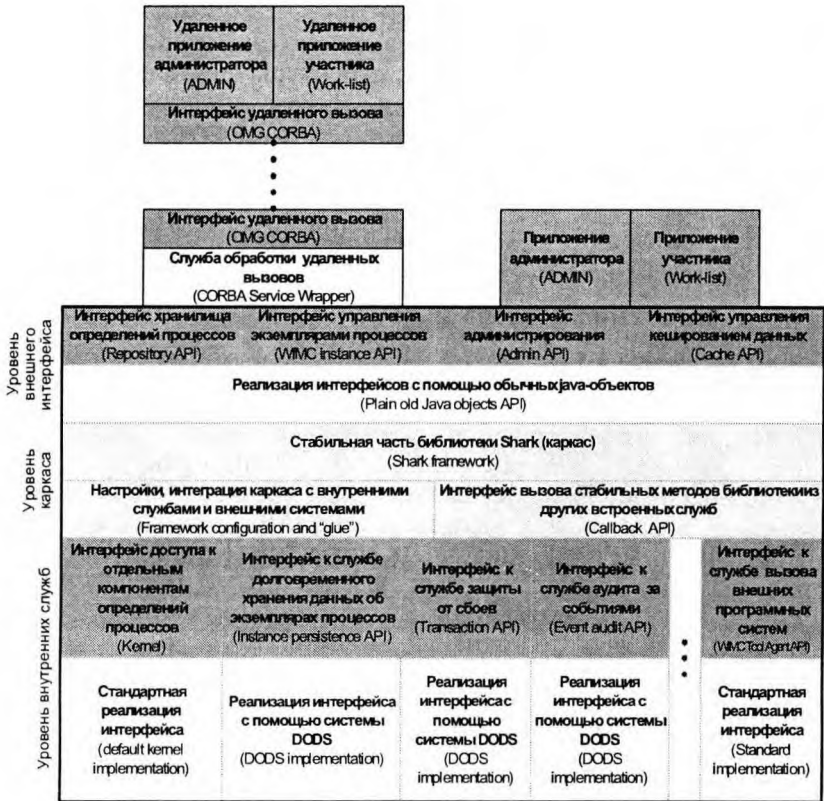 Удаленное
приложение
администратора
(ADMIN)
Удаленное
приложение
участника
(Work-list)
Интерфейс удаленного вызова
(OMG CORBA)
Интерфейс удаленного вызова
(OMG CORBA)
Служба обработки удаленных
вызовов
(CORBA Service Wrapper)
Приложение
администратора
(ADMIN)
Приложение
участника
(Work-list)
Уровень
внешнего
интерфейса
Интерфейс хранилища
определений процессов
(Repository API)
Интерфейс управления
экземплярами процессов
(WfMC Instance API)
Интерфейс
администрирования
(Admin API)
Интерфейс управления
кешированием данных
(Cache API)
Реализация интерфейсов с помощью обычных java-объектов
(Plain old Java objects API)
Уровень
каркаса
Стабильная часть библиотеки Shark (каркас)
(Shark framework)
Настройки, интеграция каркаса с внутренними
службами и внешними системами
(Framework configuration and "glue")
Интерфейс вызова стабильных методов библиотекииз
других встроенных служб
(Callback API)
Уровень внутренних служб
Интерфейс доступа к
отдельным
компонентам
определений
процессов
(Kernel)
Интерфейс к службе
долговременного
хранения данных об
экземплярах процессов
(Instance persistence API)
Интерфейс к
службе защиты
от сбоев
(Transaction API)
Интерфейс к
службе аудита за
событиями
(Event audit API)
Интерфейс к
службе вызова
внешних
программных
систем
(WfMC Tool Agent API)
Стандартная
реализация
интерфейса
(default kernel
implementation)
Реализация интерфейса
с помощью системы
DODS
(DODS implementation)
Реализация
интерфейса с
помощью
системы DODS
(DODS
implementation)
Реализация
интерфейса с
помощью системы
DODS
(DODS
implementation)
Стандартная
реализация
интерфейса
(Standard
implementation)